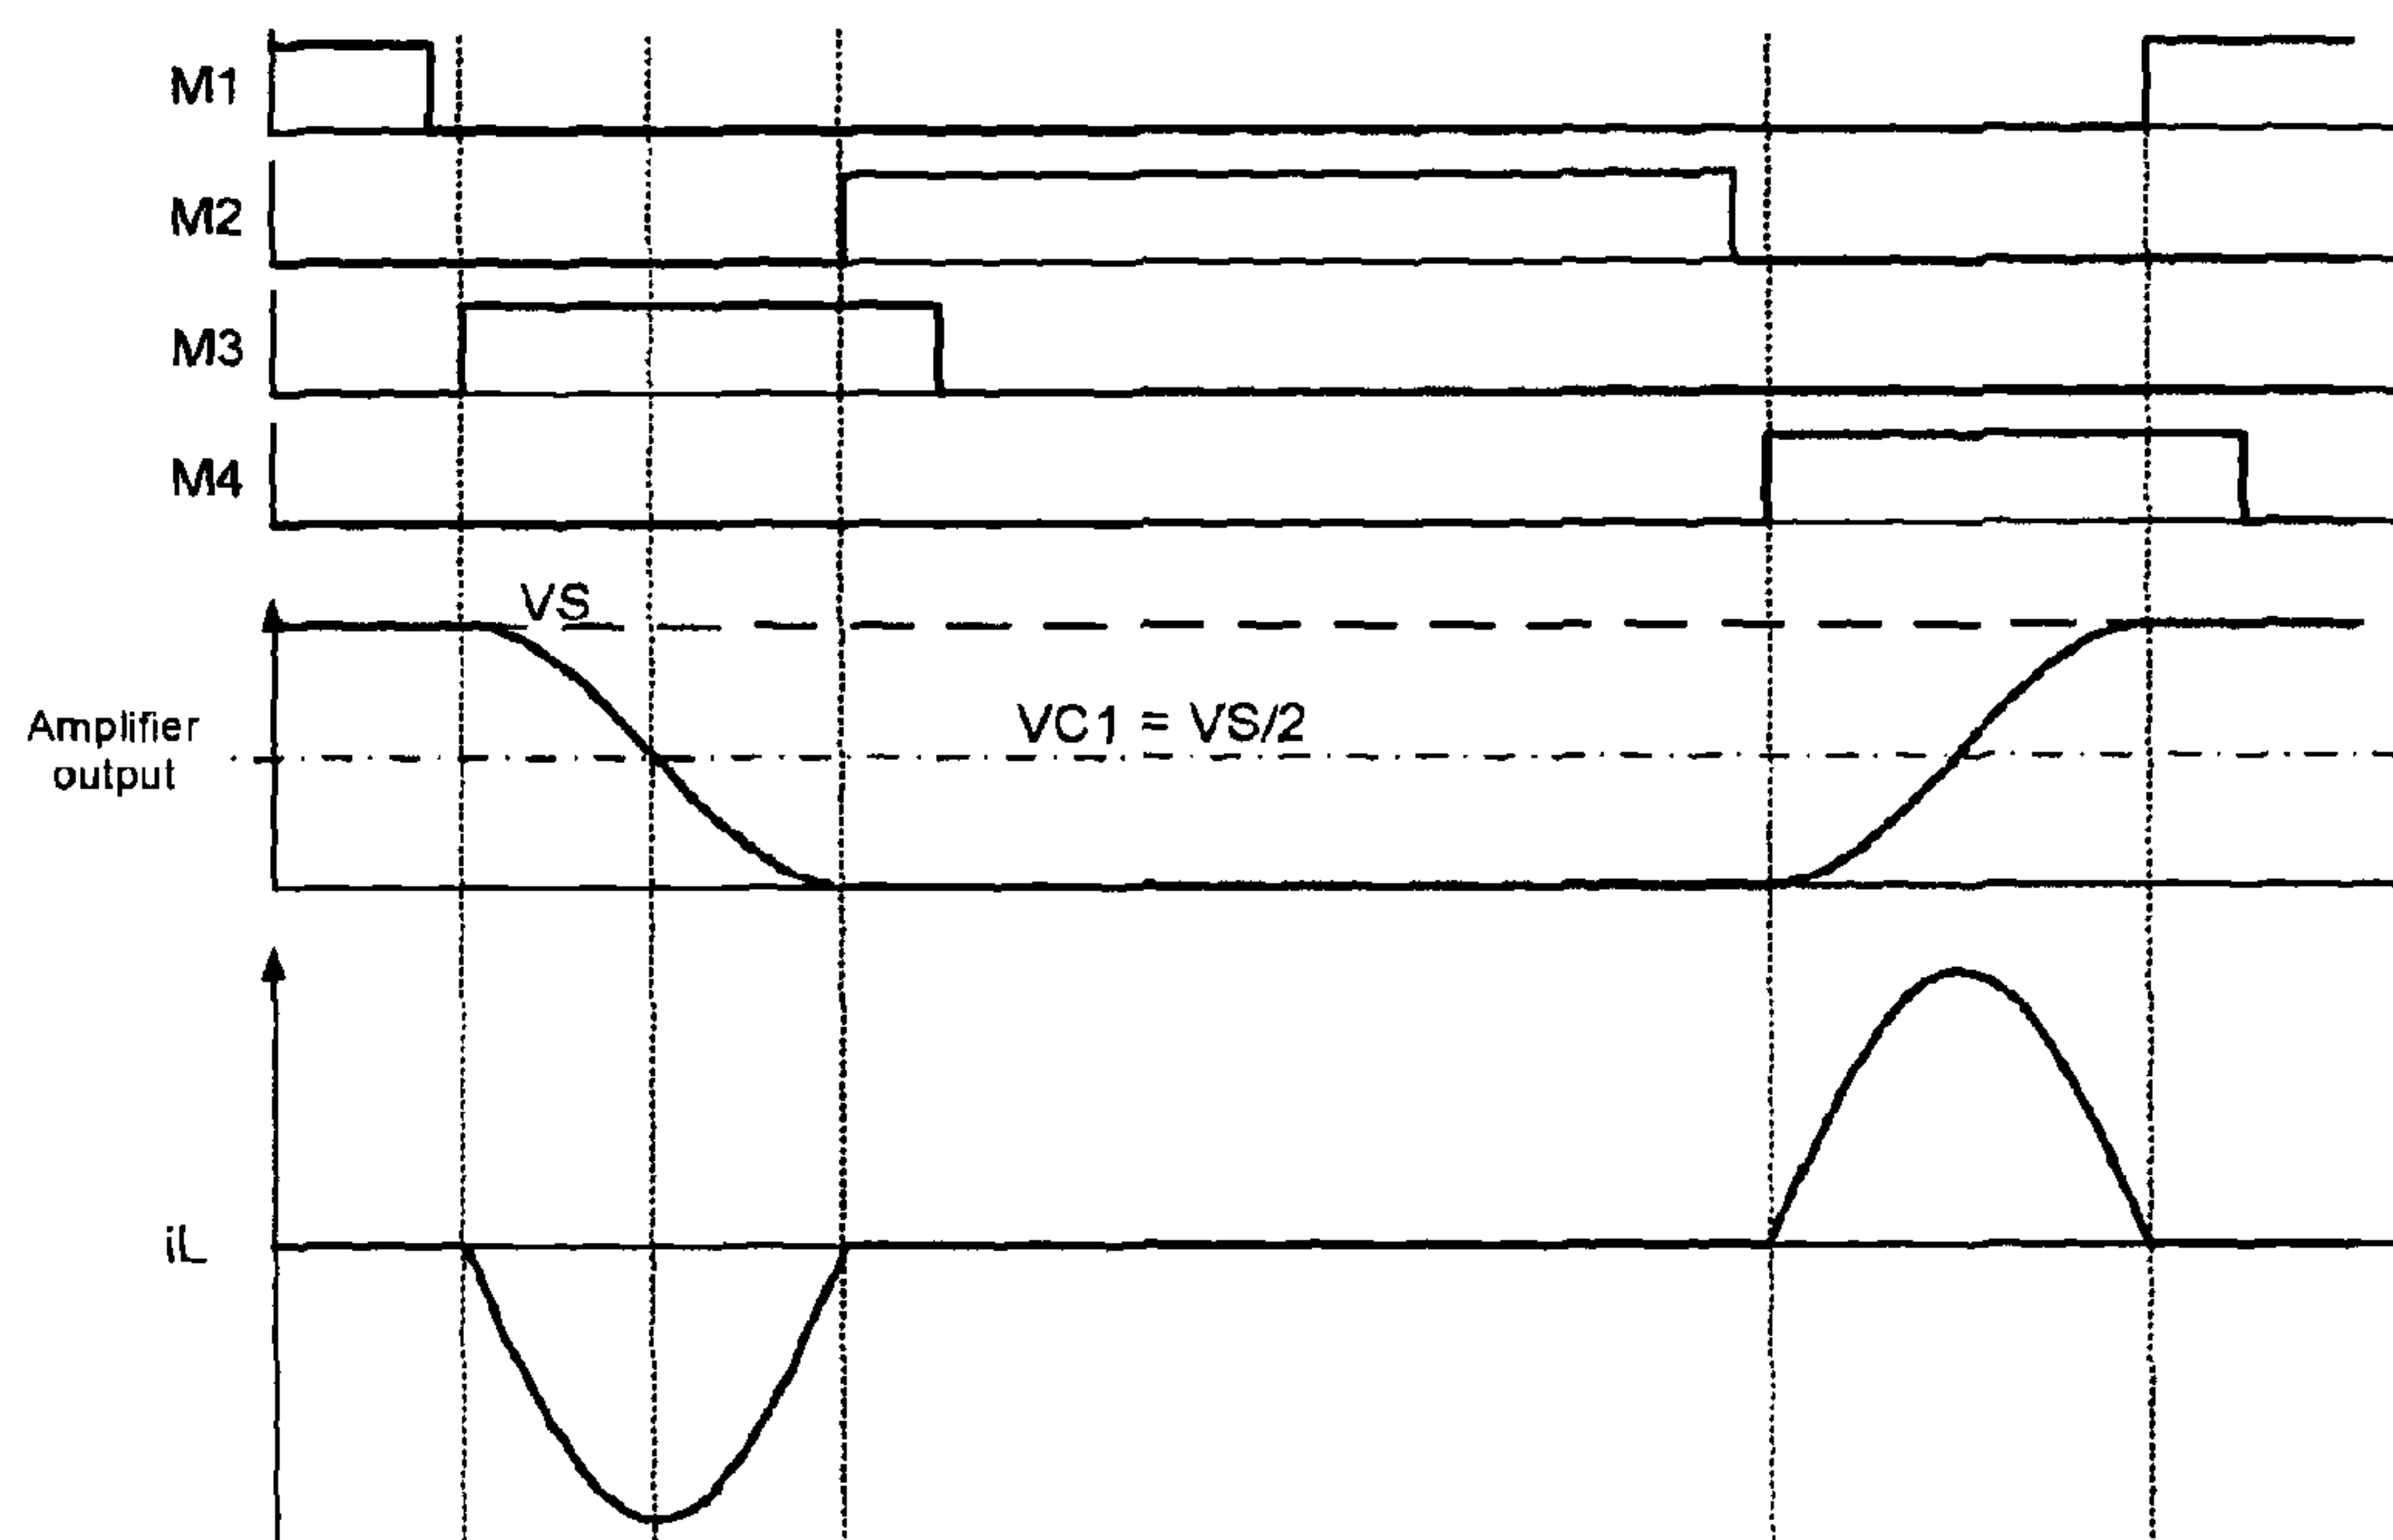 M1
M2
M3
M4
VS
VC1 = VS/2
Amplifier
output
iL